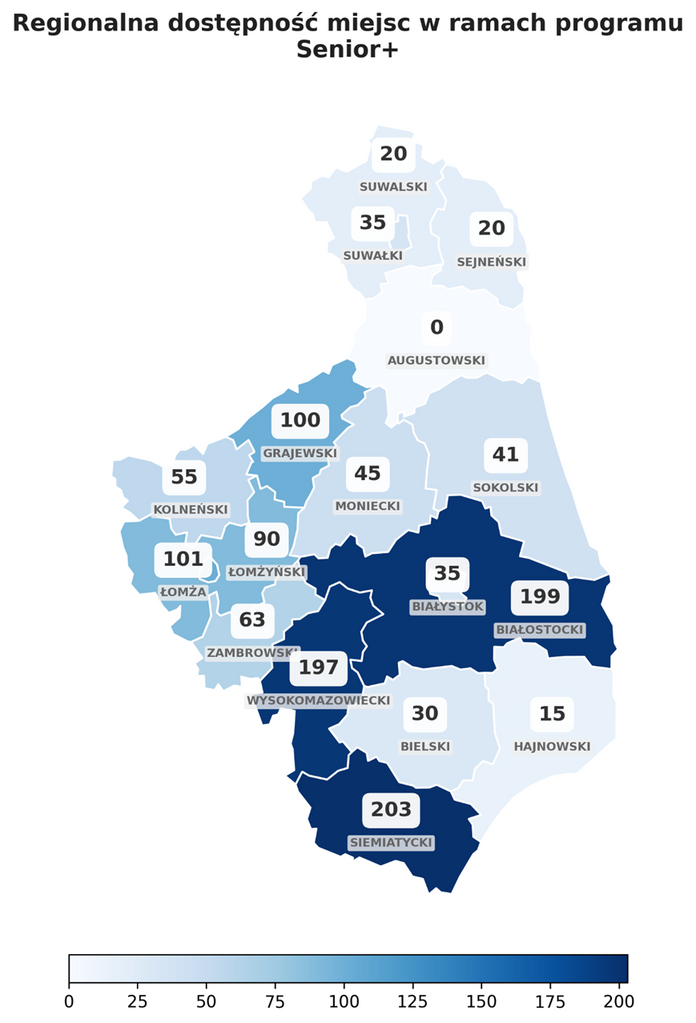 Regionalna dostępność miejsc w ramach programu
Senior+
20
SUWALSKI
35
SUWAŁKI
20
SEJNEŃSKI
0
AUGUSTOWSKI
100
GRAJEWSKI
45
MONIECKI
41
SOKOLSKI
55
KOLNEŃSKI
90
ŁOMŻYŃSKI
101
ŁOMŻA
35
BIAŁYSTOK
199
BIAŁOSTOCKI
63
ZAMBROWSKI
197
WYSOKOMAZOWIECKI
30
BIELSKI
15
HAJNOWSKI
203
SIEMIATYCKI
0 25 50 75 100 125 150 175 200